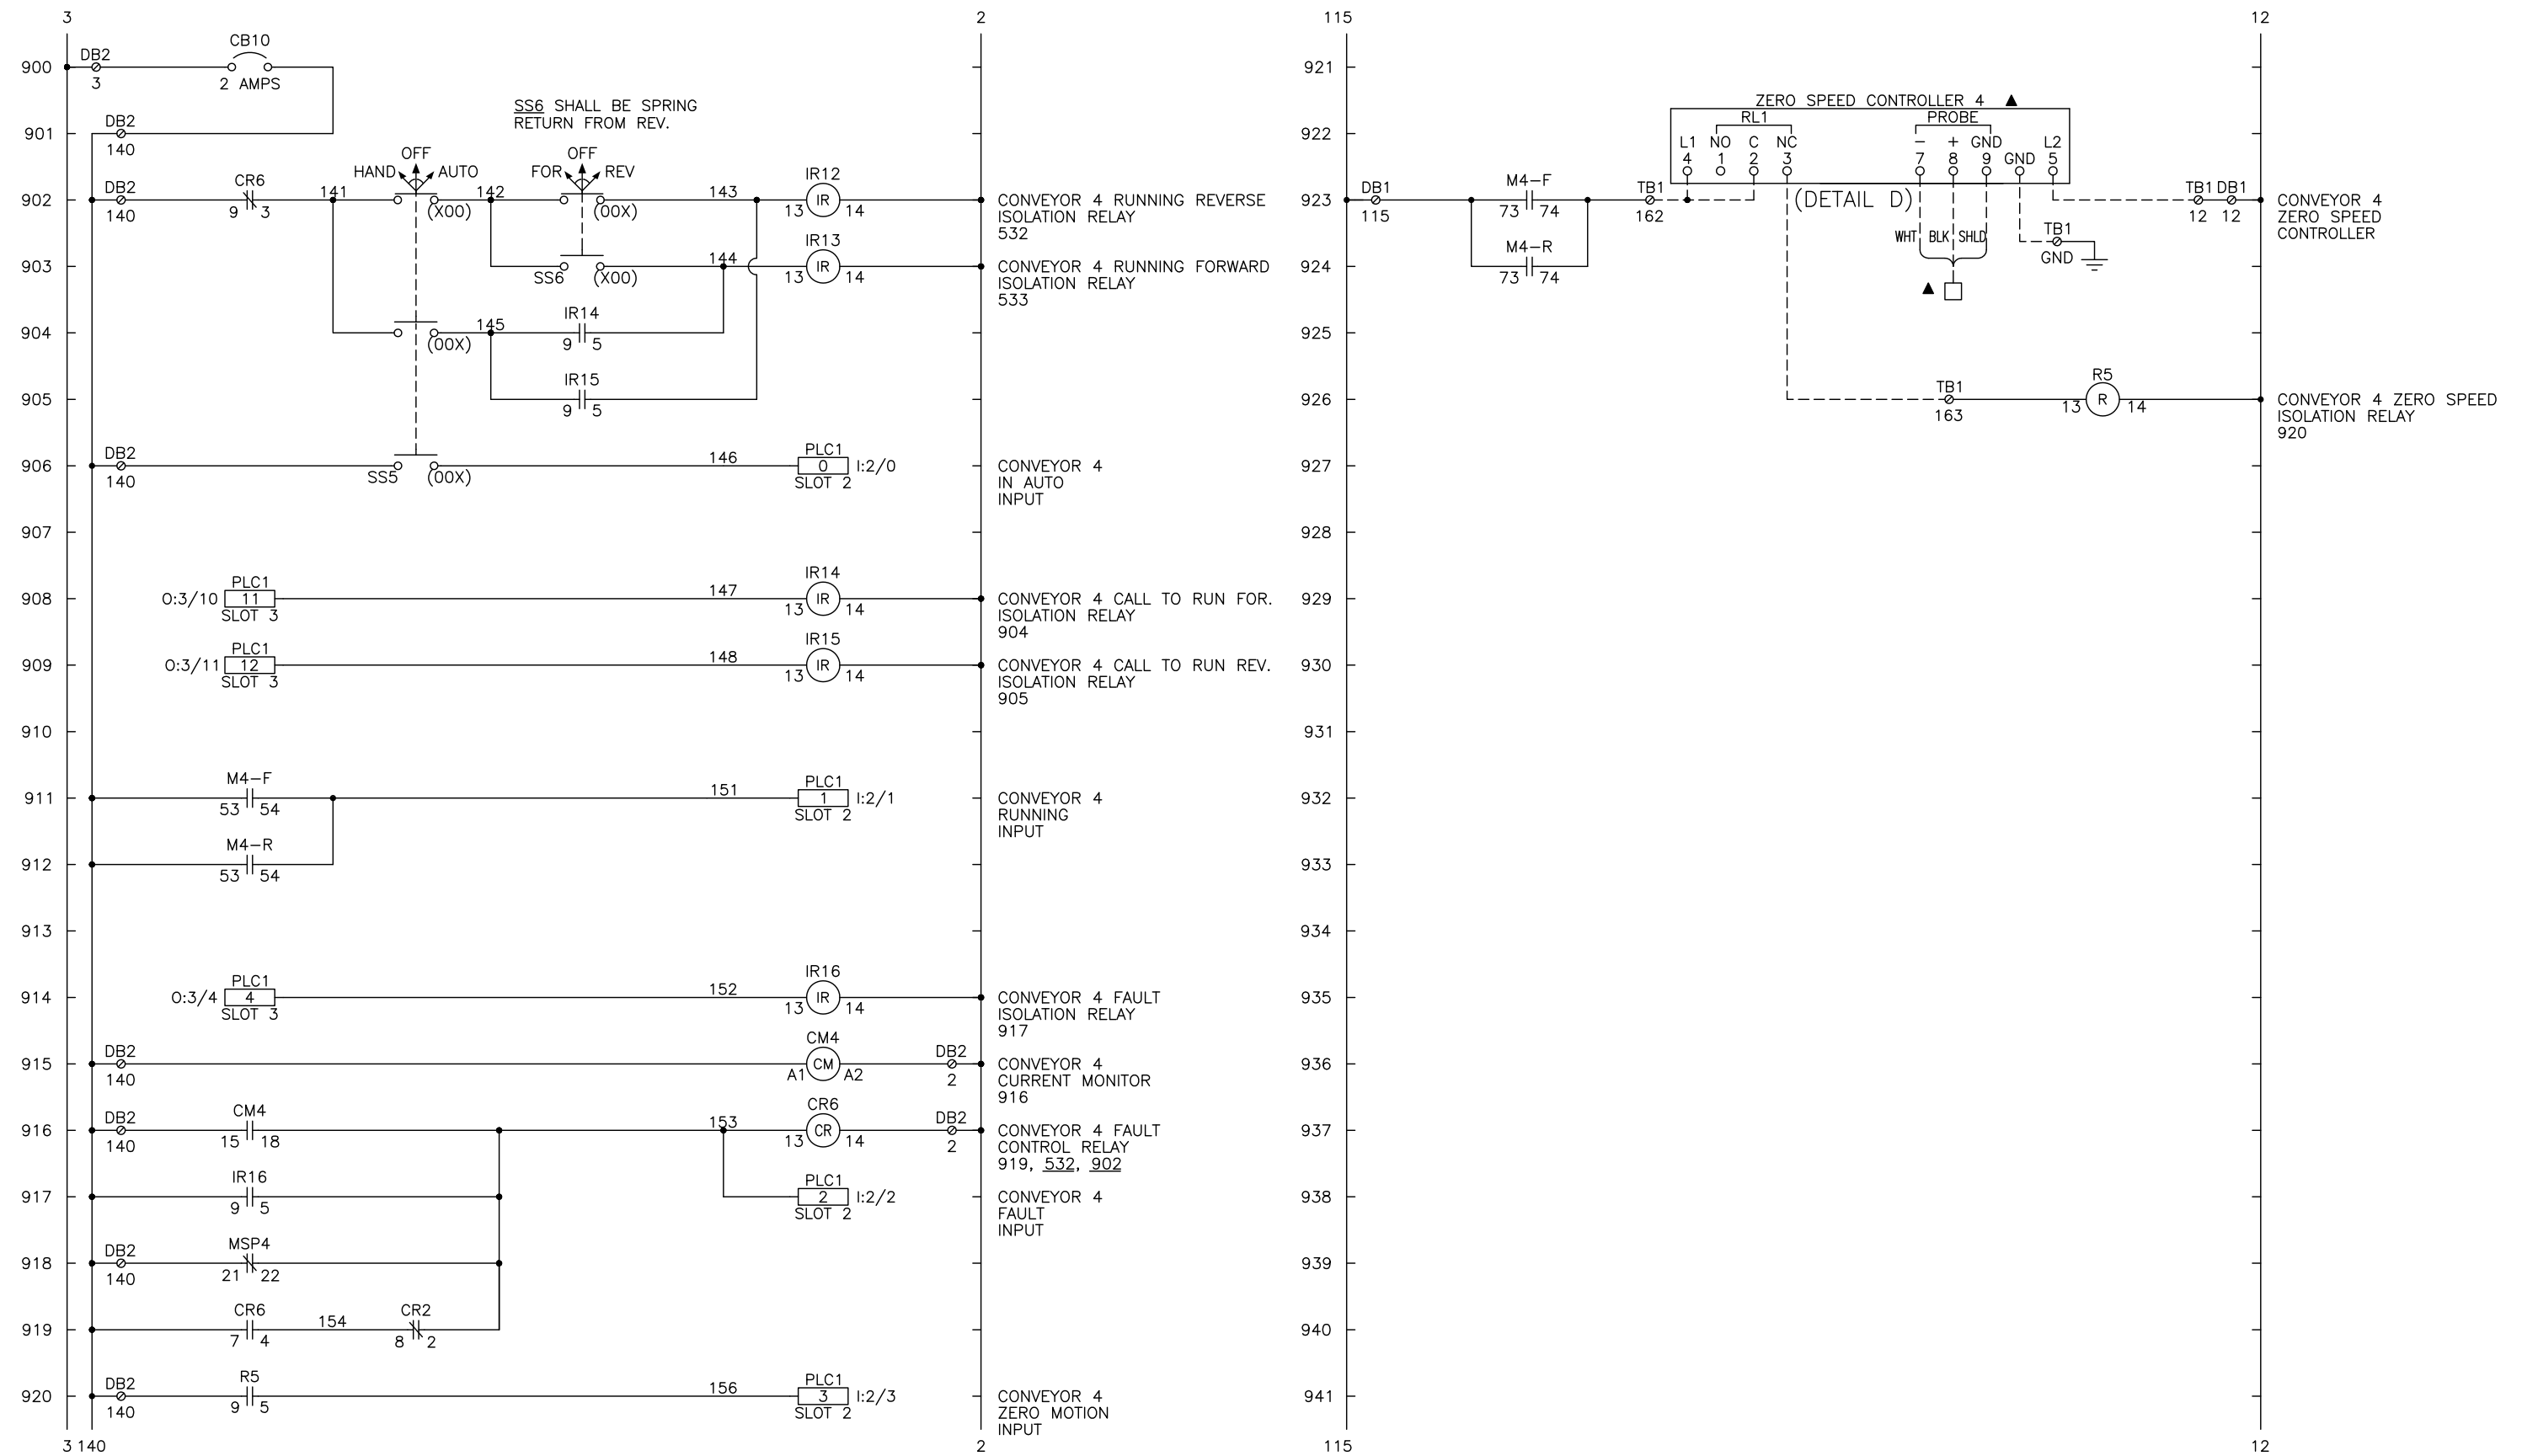 3
2
900
DB2
3
CB10
2 AMPS
901
DB2
140
SS6 SHALL BE SPRING
RETURN FROM REV.
902
DB2
140
CR6
9 3
141
OFF
HAND AUTO
(X00)
142
OFF
FOR REV
(00X)
143
IR12
13 IR 14
CONVEYOR 4 RUNNING REVERSE
ISOLATION RELAY
532
903
SS6 (X00)
144
IR13
13 IR 14
CONVEYOR 4 RUNNING FORWARD
ISOLATION RELAY
533
904
(00X)
145
IR14
9 5
905
IR15
9 5
906
DB2
140
SS5 (00X)
146
PLC1
0 I:2/0
SLOT 2
CONVEYOR 4
IN AUTO
INPUT
907
908
PLC1
O:3/10 11
SLOT 3
147
IR14
13 IR 14
CONVEYOR 4 CALL TO RUN FOR.
ISOLATION RELAY
904
909
PLC1
O:3/11 12
SLOT 3
148
IR15
13 IR 14
CONVEYOR 4 CALL TO RUN REV.
ISOLATION RELAY
905
910
911
M4-F
53 54
151
PLC1
1 I:2/1
SLOT 2
CONVEYOR 4
RUNNING
INPUT
912
M4-R
53 54
913
914
PLC1
O:3/4 4
SLOT 3
152
IR16
13 IR 14
CONVEYOR 4 FAULT
ISOLATION RELAY
917
915
DB2
140
CM4
A1 CM A2
DB2
2
CONVEYOR 4
CURRENT MONITOR
916
916
DB2
140
CM4
15 18
153
CR6
13 CR 14
DB2
2
CONVEYOR 4 FAULT
CONTROL RELAY
919, 532, 902
917
IR16
9 5
PLC1
2 I:2/2
SLOT 2
CONVEYOR 4
FAULT
INPUT
918
DB2
140
MSP4
21 22
919
CR6
7 4
154
CR2
8 2
920
DB2
140
R5
9 5
156
PLC1
3 I:2/3
SLOT 2
CONVEYOR 4
ZERO MOTION
INPUT
3 140
2
115
12
921
922
ZERO SPEED CONTROLLER 4
RL1
PROBE
L1 NO C NC − + GND L2
4 1 2 3 7 8 9 GND 5
923
DB1
115
M4-F
73 74
TB1
162
(DETAIL D)
WHT BLK SHLD
TB1
GND
TB1 DB1
12 12
CONVEYOR 4
ZERO SPEED
CONTROLLER
924
M4-R
73 74
925
926
TB1
163
R5
13 R 14
CONVEYOR 4 ZERO SPEED
ISOLATION RELAY
920
927
928
929
930
931
932
933
934
935
936
937
938
939
940
941
115
12